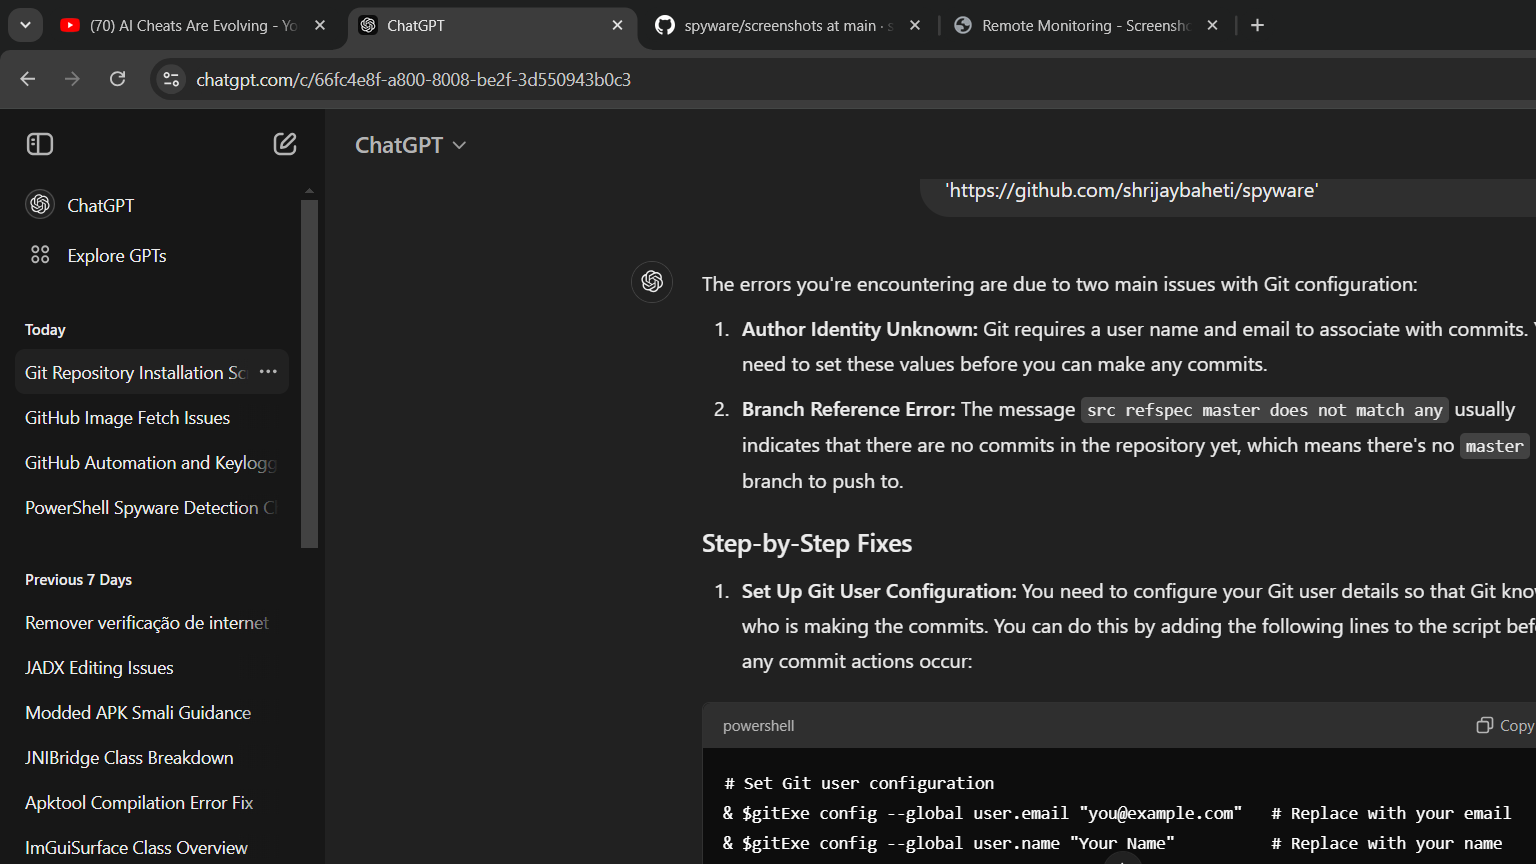 (70) AI Cheats Are Evolving - Yo
ChatGPT
spyware/screenshots at main · s
Remote Monitoring - Screensho
chatgpt.com/c/66fc4e8f-a800-8008-be2f-3d550943b0c3
ChatGPT
ChatGPT
Explore GPTs
Today
Git Repository Installation Sc
GitHub Image Fetch Issues
GitHub Automation and Keylogg
PowerShell Spyware Detection C
Previous 7 Days
Remover verificação de internet
JADX Editing Issues
Modded APK Smali Guidance
JNIBridge Class Breakdown
Apktool Compilation Error Fix
ImGuiSurface Class Overview
'https://github.com/shrijaybaheti/spyware'
The errors you're encountering are due to two main issues with Git configuration:
1. Author Identity Unknown: Git requires a user name and email to associate with commits. Y
need to set these values before you can make any commits.
2. Branch Reference Error: The message src refspec master does not match any usually
indicates that there are no commits in the repository yet, which means there's no master
branch to push to.
Step-by-Step Fixes
1. Set Up Git User Configuration: You need to configure your Git user details so that Git kno
who is making the commits. You can do this by adding the following lines to the script bef
any commit actions occur:
powershell
Copy
# Set Git user configuration
& $gitExe config --global user.email "you@example.com" # Replace with your email
& $gitExe config --global user.name "Your Name" # Replace with your name